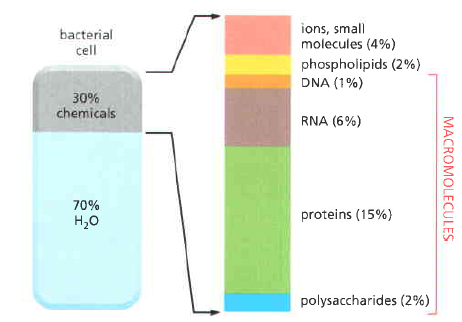 bacterial
cell
30%
chemicals
70%
H₂O
ions, small
molecules (4%)
phospholipids (2%)
DNA (1%)
RNA (6%)
proteins (15%)
polysaccharides (2%)
MACROMOLECULES